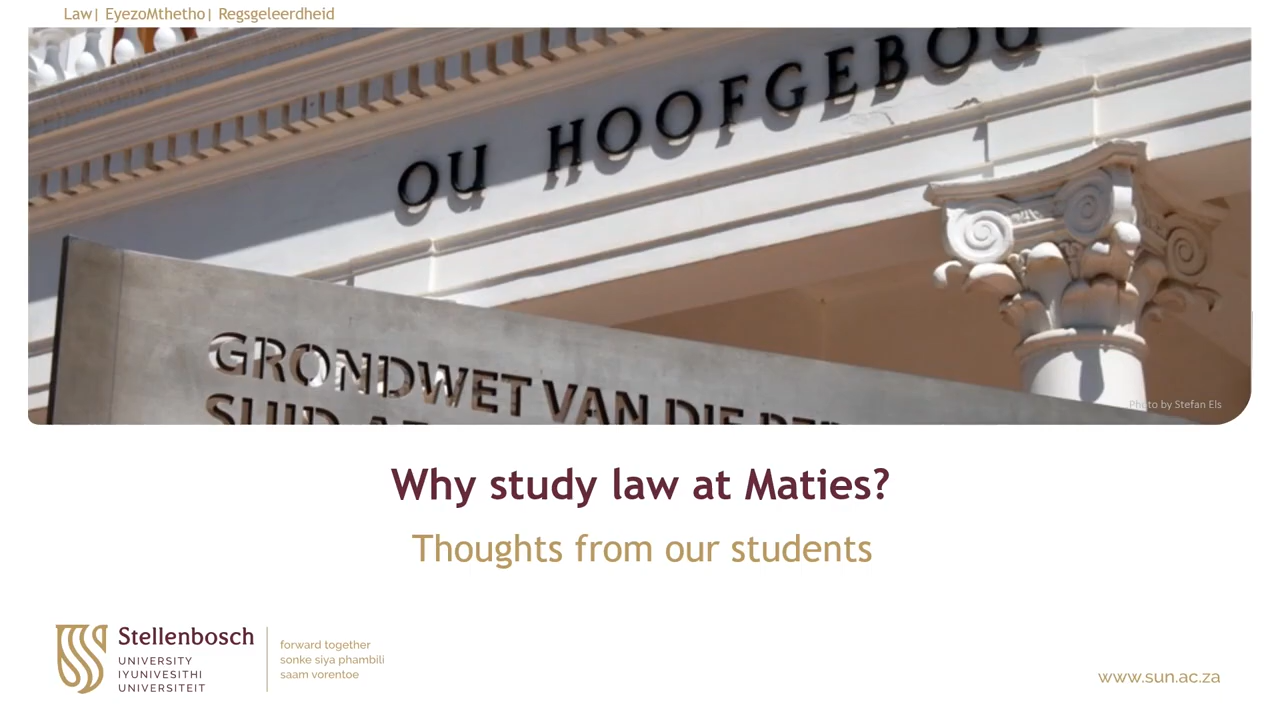 Law| EyezoMthetho| Regsgeleerdheid
OU HOOFGEBOU
GRONDWET VAN DIE
Photo by Stefan Els
Why study law at Maties?
Thoughts from our students
Stellenbosch
UNIVERSITY
IYUNIVESITHI
UNIVERSITEIT
forward together
sonke siya phambili
saam vorentoe
www.sun.ac.za